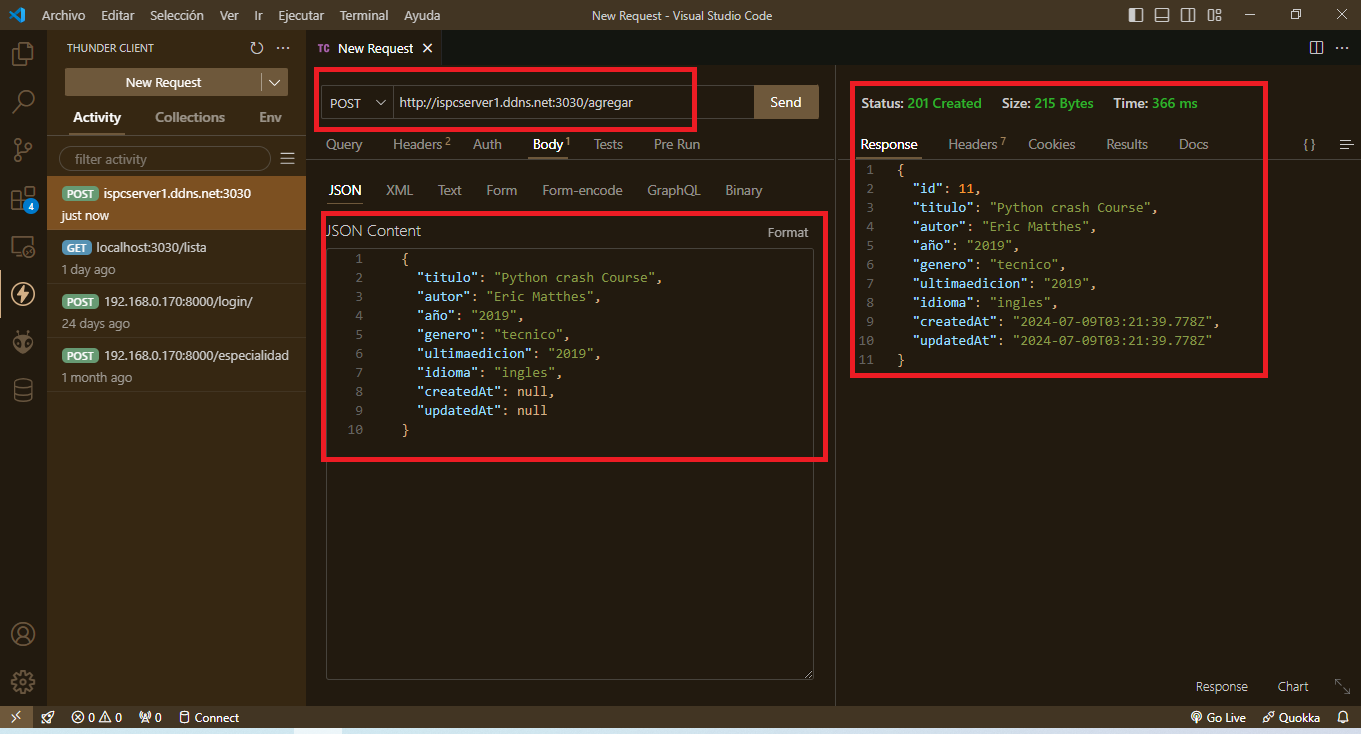 Archivo Editar Selección Ver Ir Ejecutar Terminal Ayuda
New Request - Visual Studio Code
THUNDER CLIENT
New Request
Activity Collections Env
filter activity
POST ispcserver1.ddns.net:3030
just now
GET localhost:3030/lista
1 day ago
POST 192.168.0.170:8000/login/
24 days ago
POST 192.168.0.170:8000/especialidad
1 month ago
4
TC New Request
POST http://ispcserver1.ddns.net:3030/agregar Send
Query Headers 2 Auth Body 1 Tests Pre Run
JSON XML Text Form Form-encode GraphQL Binary
JSON Content Format
1 {
2 "titulo": "Python crash Course",
3 "autor": "Eric Matthes",
4 "año": "2019",
5 "genero": "tecnico",
6 "ultimaedicion": "2019",
7 "idioma": "ingles",
8 "createdAt": null,
9 "updatedAt": null
10 }
Status: 201 Created Size: 215 Bytes Time: 366 ms
Response Headers 7 Cookies Results Docs { }
1 {
2 "id": 11,
3 "titulo": "Python crash Course",
4 "autor": "Eric Matthes",
5 "año": "2019",
6 "genero": "tecnico",
7 "ultimaedicion": "2019",
8 "idioma": "ingles",
9 "createdAt": "2024-07-09T03:21:39.778Z",
10 "updatedAt": "2024-07-09T03:21:39.778Z"
11 }
Response Chart
0 0 0 Connect
Go Live Quokka